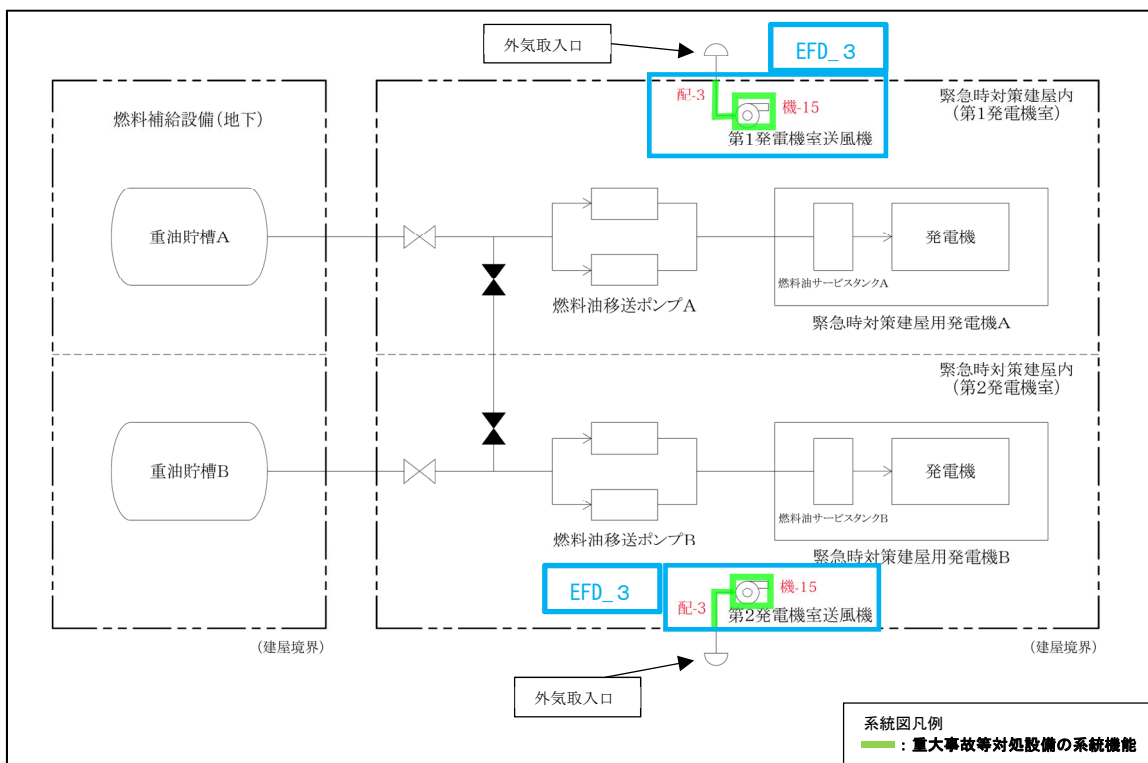 外気取入口
EFD_3
燃料補給設備(地下)
配-3
機-15
第1発電機室送風機
緊急時対策建屋内
(第1発電機室)
重油貯槽A
燃料油移送ポンプA
発電機
燃料油サービスタンクA
緊急時対策建屋用発電機A
緊急時対策建屋内
(第2発電機室)
重油貯槽B
燃料油移送ポンプB
発電機
燃料油サービスタンクB
緊急時対策建屋用発電機B
EFD_3
配-3
機-15
第2発電機室送風機
(建屋境界)
(建屋境界)
外気取入口
系統図凡例
:重大事故等対処設備の系統機能